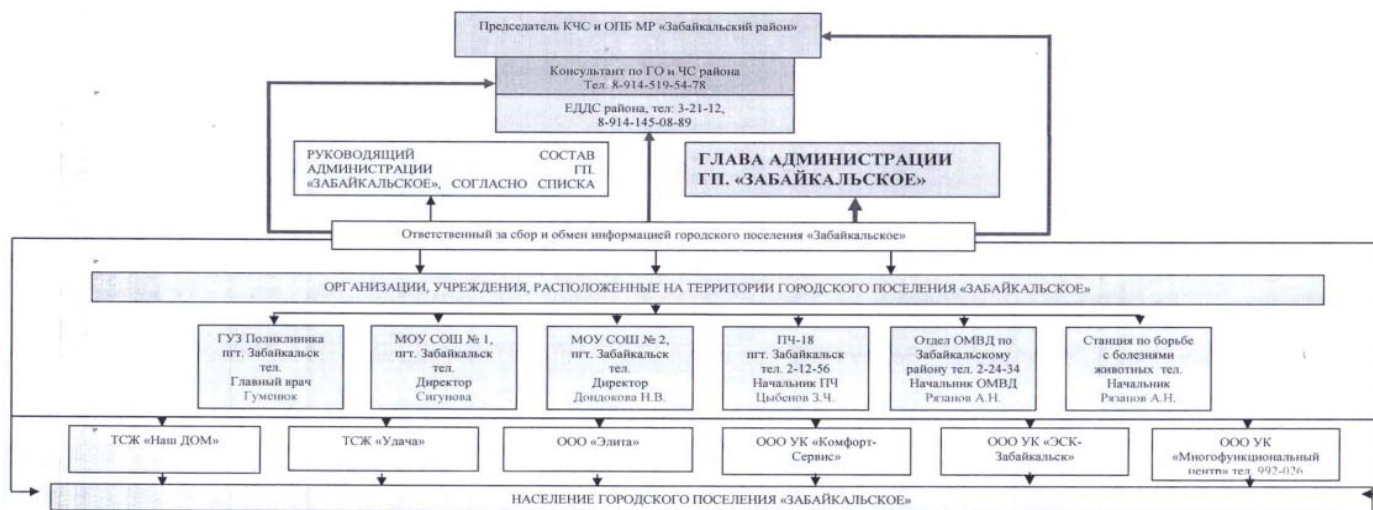 Председатель КЧС и ОПБ МР «Забайкальский район»
Консультант по ГО и ЧС района
Тел. 8-914-519-54-78
ЕДДС района, тел: 3-21-12,
8-914-145-08-89
РУКОВОДЯЩИЙ СОСТАВ
АДМИНИСТРАЦИИ ГП.
«ЗАБАЙКАЛЬСКОЕ», СОГЛАСНО СПИСКА
ГЛАВА АДМИНИСТРАЦИИ
ГП. «ЗАБАЙКАЛЬСКОЕ»
Ответственный за сбор и обмен информацией городского поселения «Забайкальское»
ОРГАНИЗАЦИИ, УЧРЕЖДЕНИЯ, РАСПОЛОЖЕННЫЕ НА ТЕРРИТОРИИ ГОРОДСКОГО ПОСЕЛЕНИЯ «ЗАБАЙКАЛЬСКОЕ»
ГУЗ Поликлиника
пгт. Забайкальск
тел.
Главный врач
Гуменюк
МОУ СОШ № 1,
пгт. Забайкальск
тел.
Директор
Сигунова
МОУ СОШ № 2,
пгт. Забайкальск
тел.
Директор
Дондокова Н.В.
ПЧ-18
пгт. Забайкальск
тел. 2-12-56
Начальник ПЧ
Цыбенов З.Ч.
Отдел ОМВД по
Забайкальскому
району тел. 2-24-34
Начальник ОМВД
Рязанов А.Н.
Станция по борьбе
с болезнями
животных тел.
Начальник
Рязанов А.Н.
ТСЖ «Наш ДОМ»
ТСЖ «Удача»
ООО «Элита»
ООО УК «Комфорт-
Сервис»
ООО УК «ЭСК-
Забайкальск»
ООО УК
«Многофункциональный
центр» тел. 992-026
НАСЕЛЕНИЕ ГОРОДСКОГО ПОСЕЛЕНИЯ «ЗАБАЙКАЛЬСКОЕ»